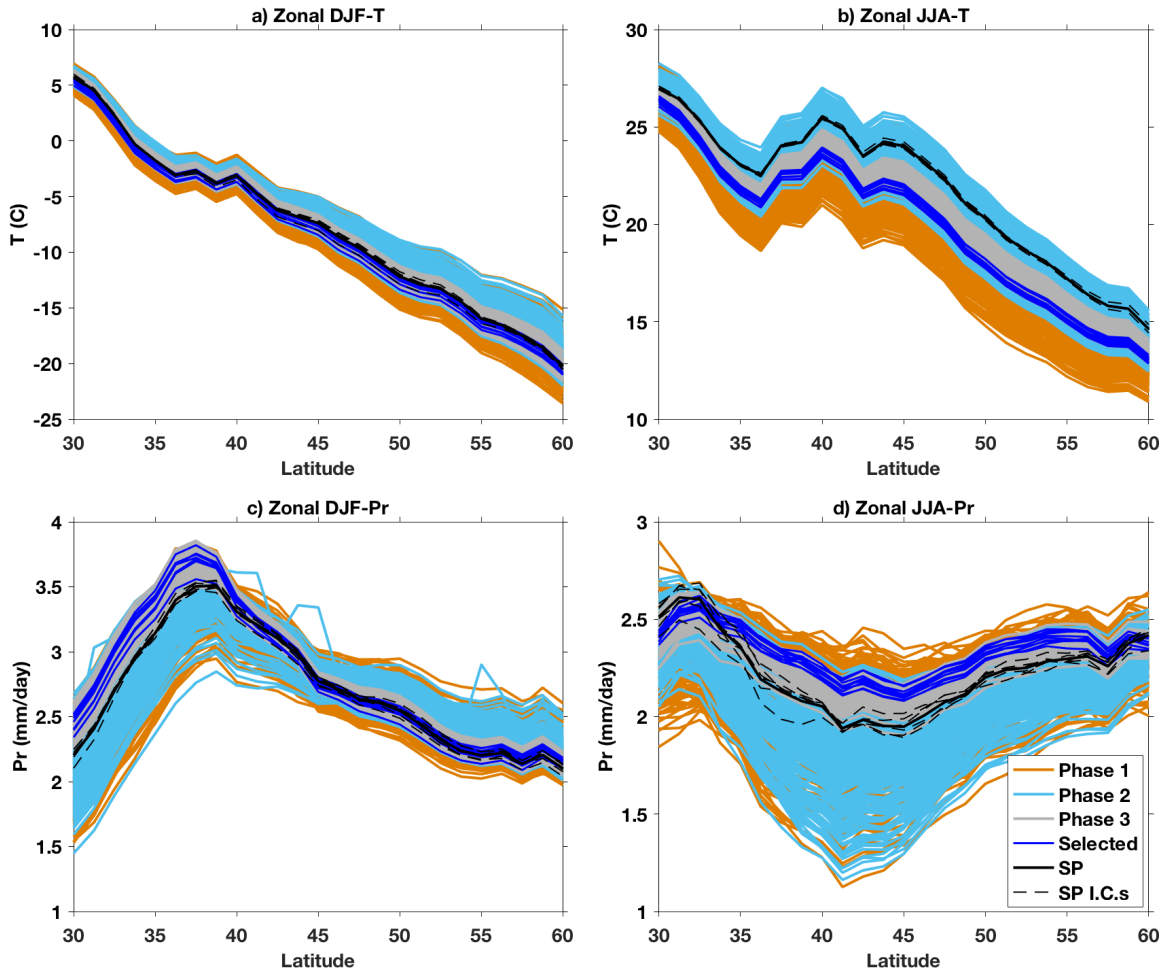 a) Zonal DJF-T
T (C)
10
5
0
-5
-10
-15
-20
-25
30 35 40 45 50 55 60
Latitude
b) Zonal JJA-T
T (C)
30
25
20
15
10
30 35 40 45 50 55 60
Latitude
c) Zonal DJF-Pr
Pr (mm/day)
4
3.5
3
2.5
2
1.5
1
30 35 40 45 50 55 60
Latitude
d) Zonal JJA-Pr
Pr (mm/day)
3
2.5
2
1.5
1
30 35 40 45 50 55 60
Latitude
Phase 1
Phase 2
Phase 3
Selected
SP
SP I.C.s